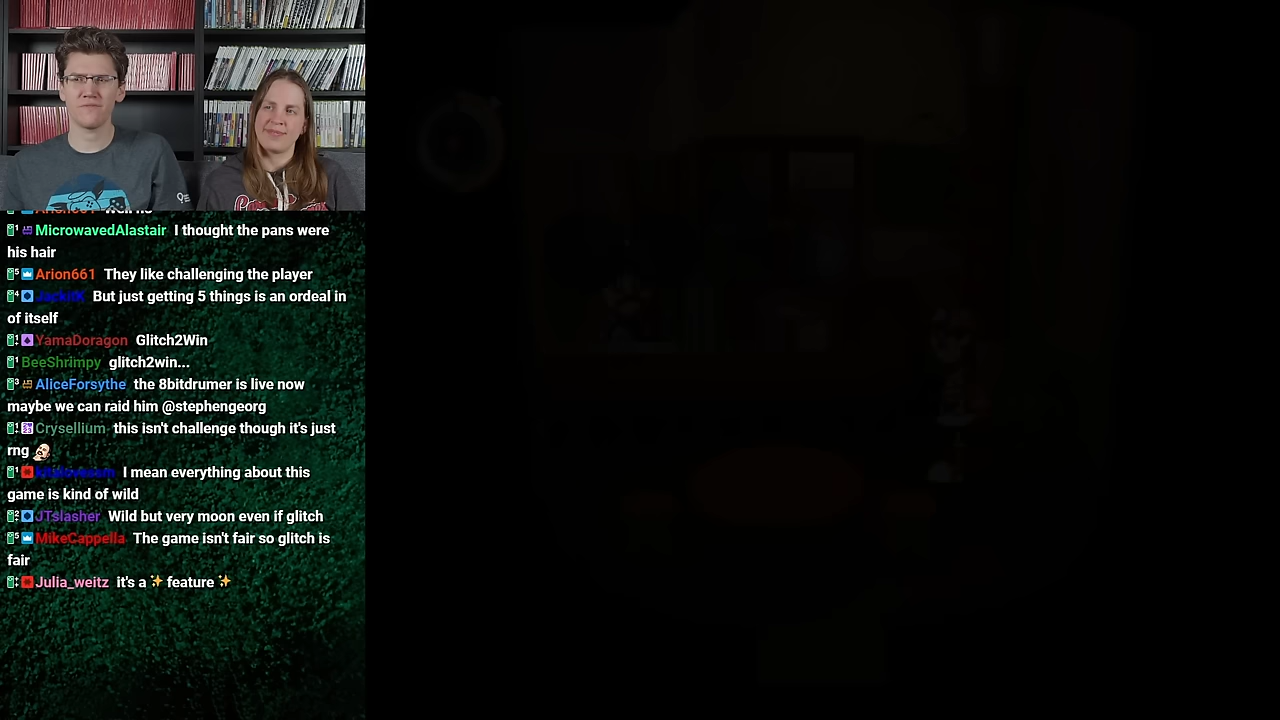 MicrowavedAlastair I thought the pans were
his hair
Arion661 They like challenging the player
JackitK But just getting 5 things is an ordeal in
of itself
YamaDoragon Glitch2Win
BeeShrimpy glitch2win...
AliceForsythe the 8bitdrumer is live now
maybe we can raid him @stephengeorg
Crysellium this isn't challenge though it's just
rng
I mean everything about this
game is kind of wild
JTslasher Wild but very moon even if glitch
MikeCappella The game isn't fair so glitch is
fair
Julia_weitz it's a ✨ feature ✨